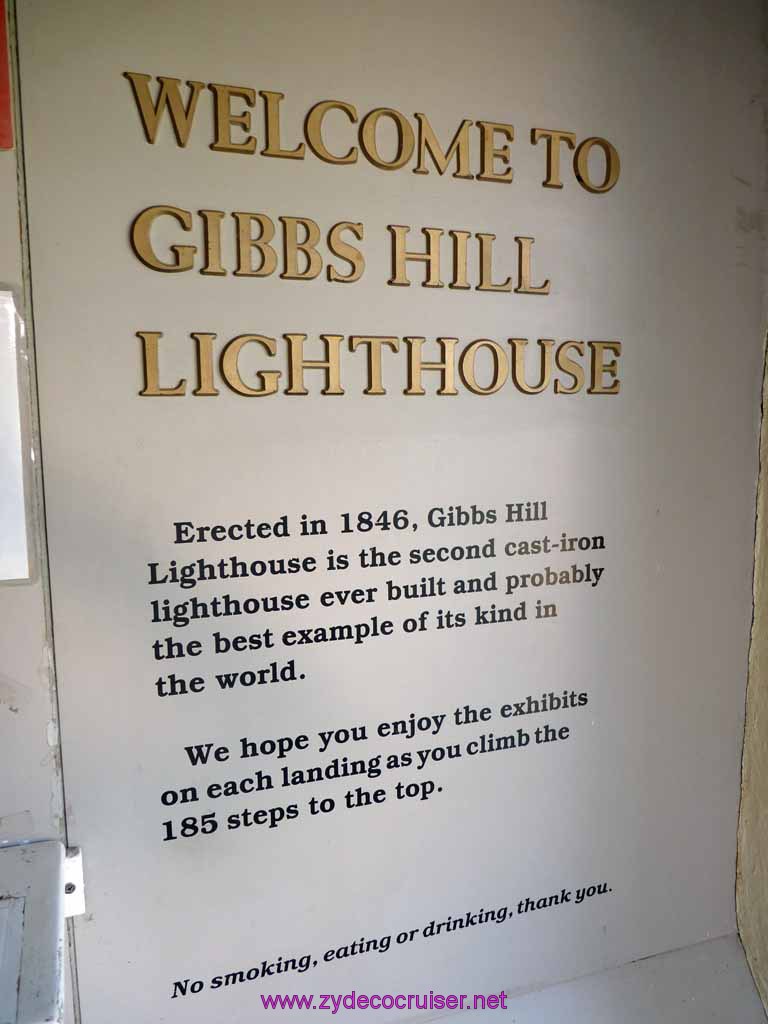 WELCOME TO
GIBBS HILL
LIGHTHOUSE
Erected in 1846, Gibbs Hill
Lighthouse is the second cast-iron
lighthouse ever built and probably
the best example of its kind in
the world.
We hope you enjoy the exhibits
on each landing as you climb the
185 steps to the top.
No smoking, eating or drinking, thank you.
www.zydecocruiser.net